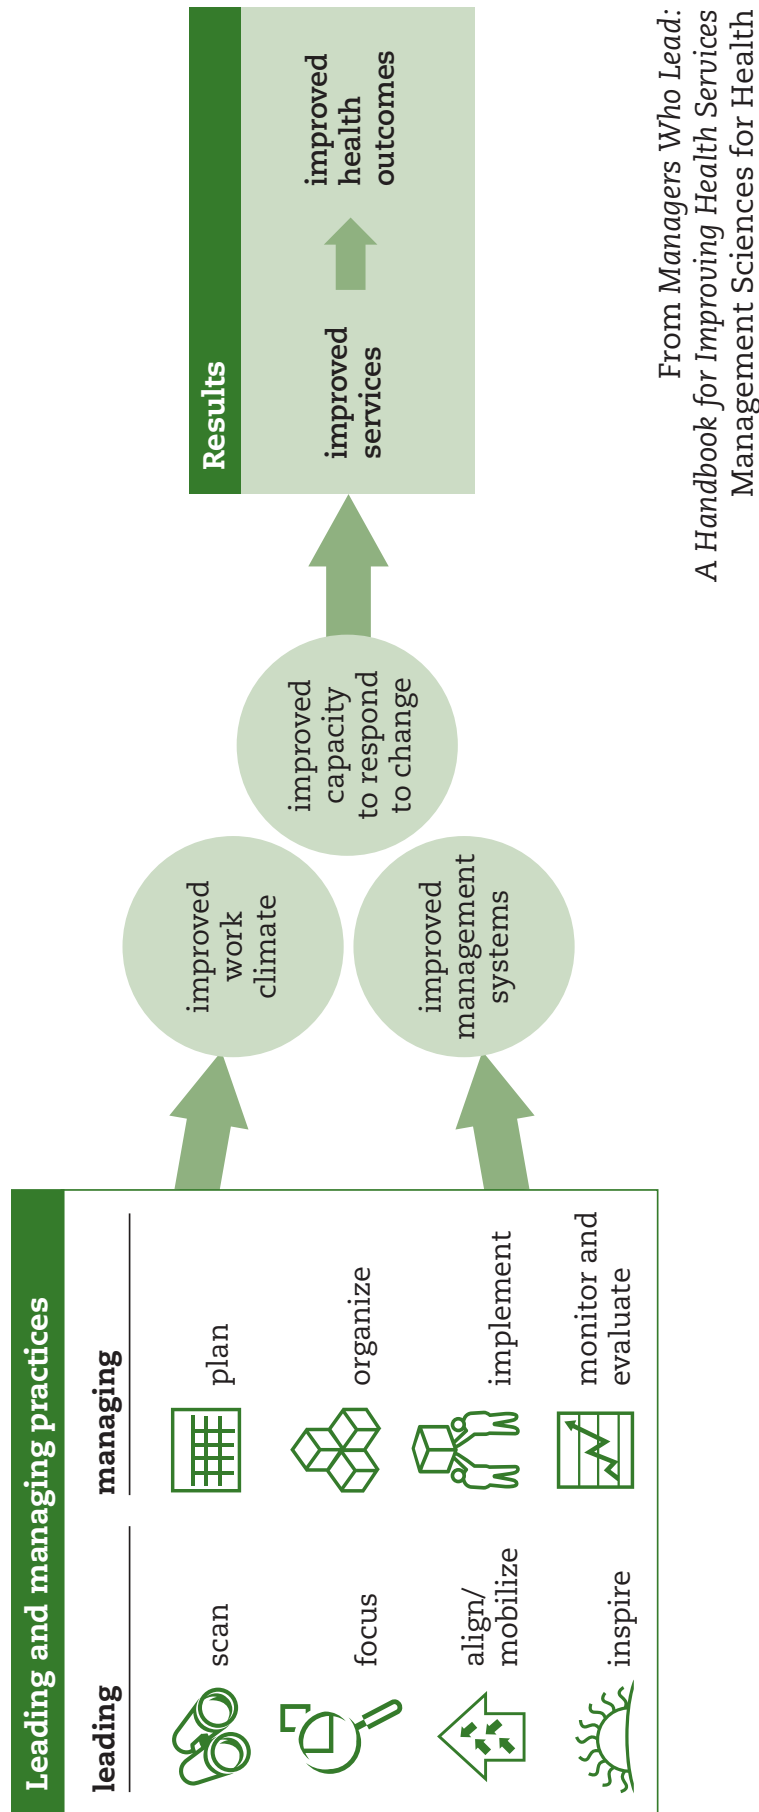 Leading and managing practices
leading
managing
scan
plan
focus
organize
align/
mobilize
implement
inspire
monitor and
evaluate
improved
work
climate
improved
management
systems
improved
capacity
to respond
to change
Results
improved
services
improved
health
outcomes
From Managers Who Lead:
A Handbook for Improving Health Services
Management Sciences for Health